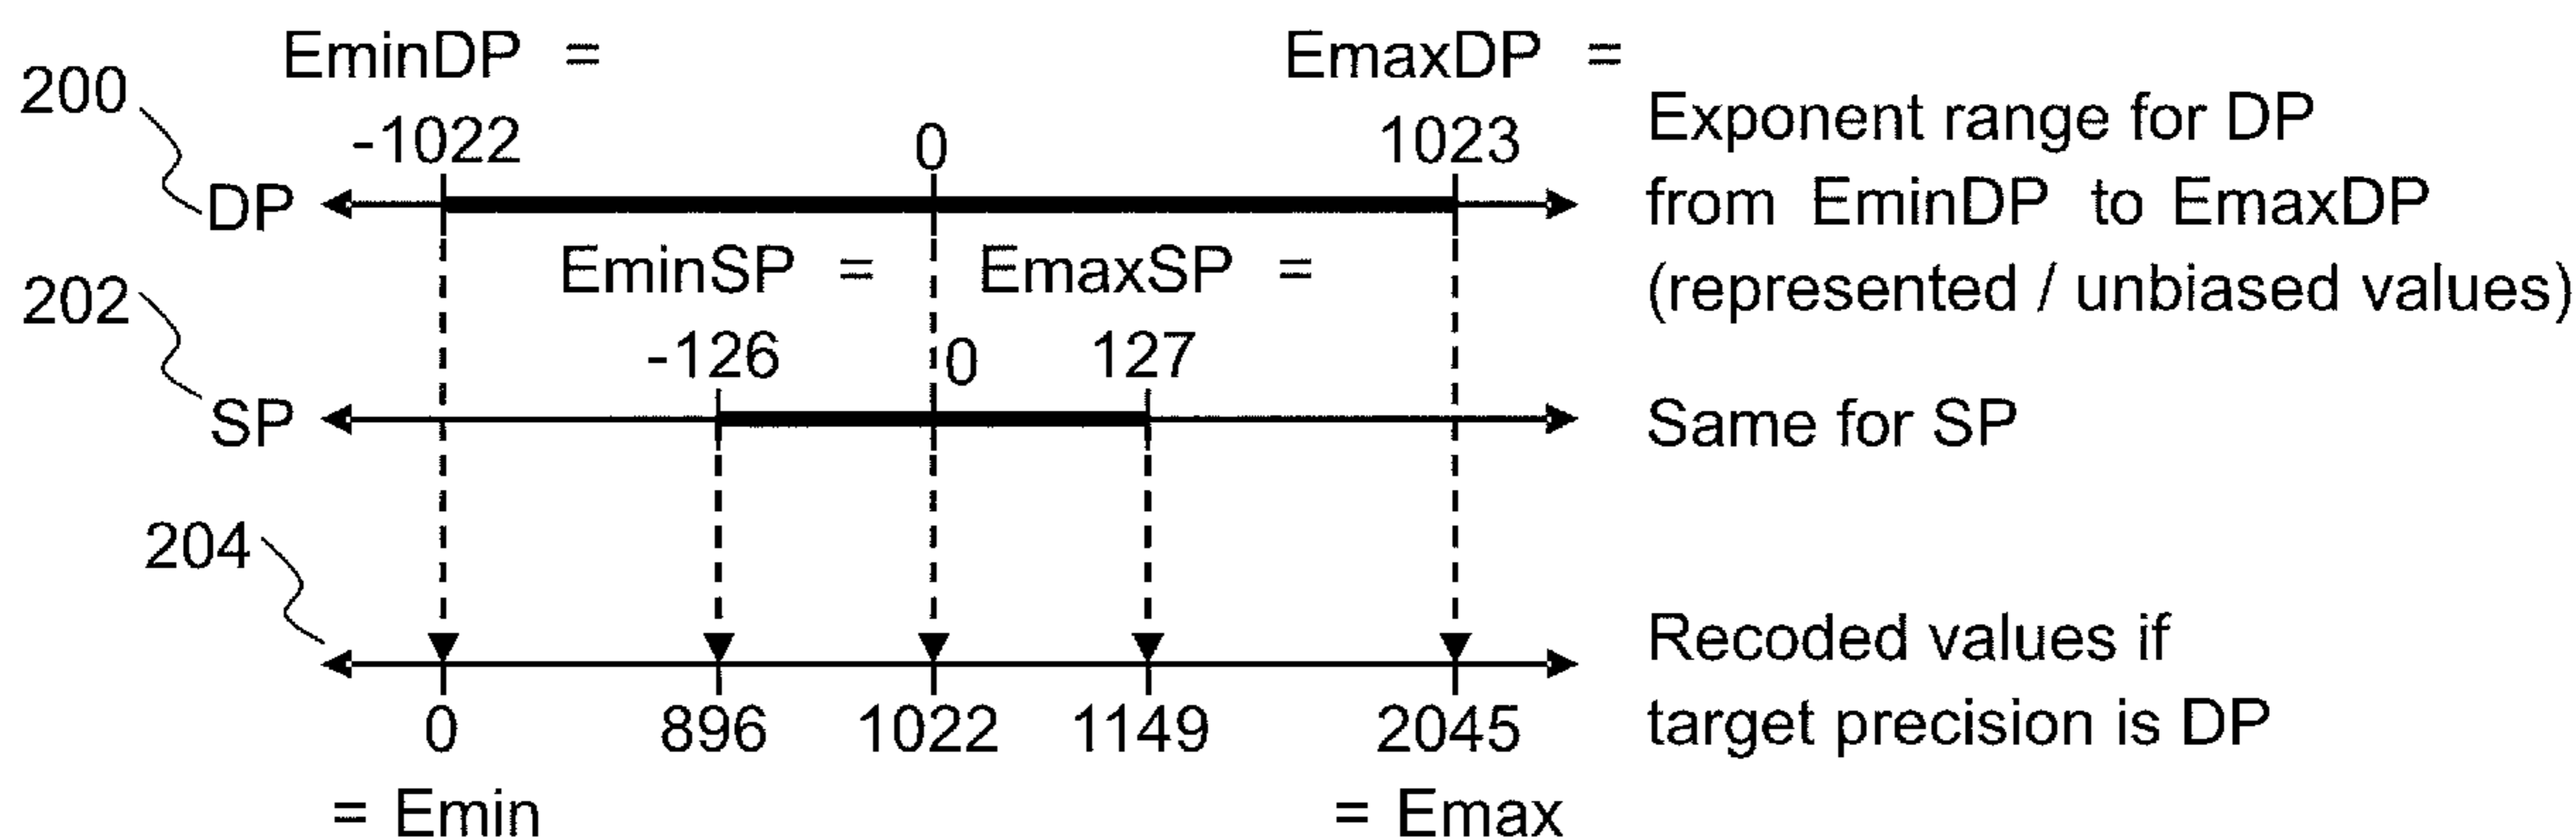 EminDP =
EmaxDP =
200
-1022
0
1023
Exponent range for DP
DP
from EminDP to EmaxDP
EminSP =
EmaxSP =
(represented / unbiased values)
202
-126
0
127
SP
Same for SP
204
Recoded values if
0
896
1022
1149
2045
target precision is DP
= Emin
= Emax